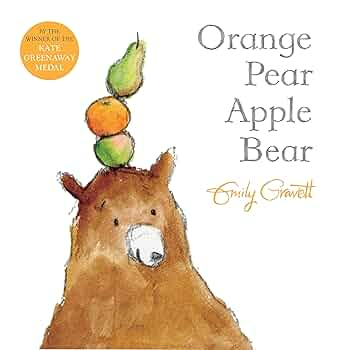 BY THE
WINNER OF THE
KATE
GREENAWAY
MEDAL
Orange
Pear
Apple
Bear
Emily Gravett